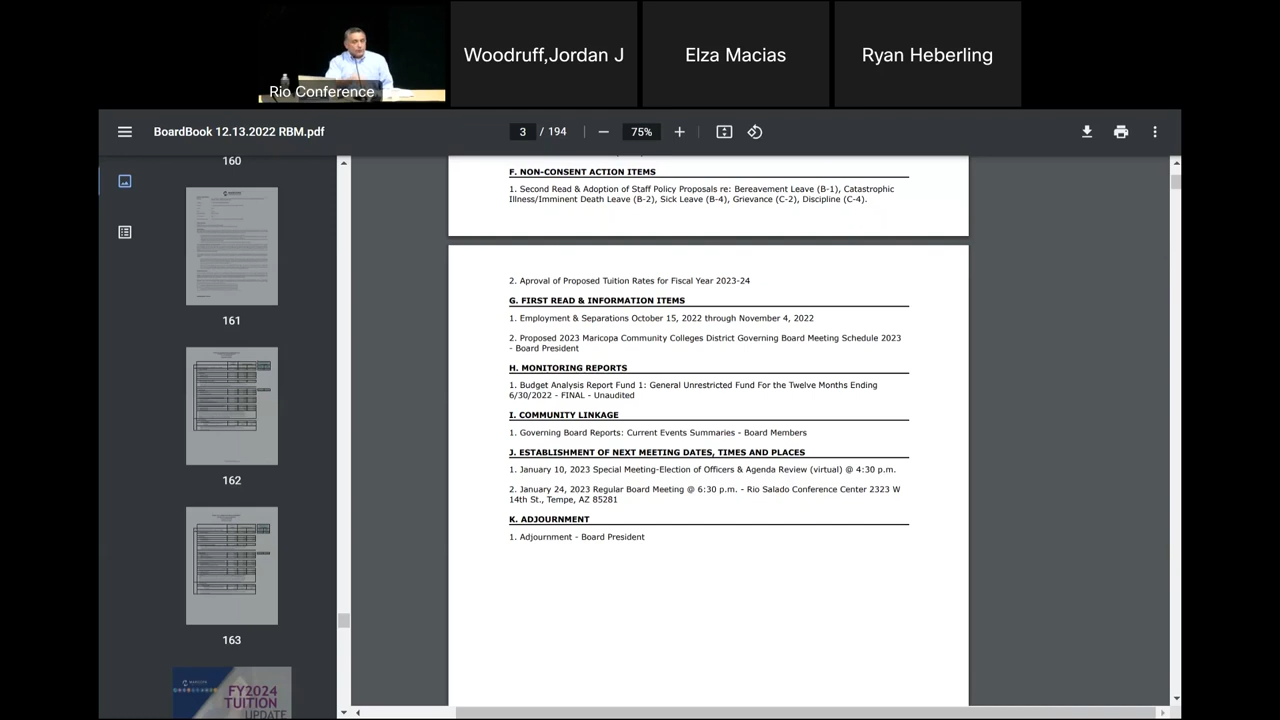 Rio Conference
Woodruff,Jordan J
Elza Macias
Ryan Heberling
BoardBook 12.13.2022 RBM.pdf
3 / 194
75%
160
161
162
163
FY2024
TUITION
UPDATE
F. NON-CONSENT ACTION ITEMS
1. Second Read & Adoption of Staff Policy Proposals re: Bereavement Leave (B-1), Catastrophic
Illness/Imminent Death Leave (B-2), Sick Leave (B-4), Grievance (C-2), Discipline (C-4).
2. Aproval of Proposed Tuition Rates for Fiscal Year 2023-24
G. FIRST READ & INFORMATION ITEMS
1. Employment & Separations October 15, 2022 through November 4, 2022
2. Proposed 2023 Maricopa Community Colleges District Governing Board Meeting Schedule 2023
- Board President
H. MONITORING REPORTS
1. Budget Analysis Report Fund 1: General Unrestricted Fund For the Twelve Months Ending
6/30/2022 - FINAL - Unaudited
I. COMMUNITY LINKAGE
1. Governing Board Reports: Current Events Summaries - Board Members
J. ESTABLISHMENT OF NEXT MEETING DATES, TIMES AND PLACES
1. January 10, 2023 Special Meeting-Election of Officers & Agenda Review (virtual) @ 4:30 p.m.
2. January 24, 2023 Regular Board Meeting @ 6:30 p.m. - Rio Salado Conference Center 2323 W
14th St., Tempe, AZ 85281
K. ADJOURNMENT
1. Adjournment - Board President